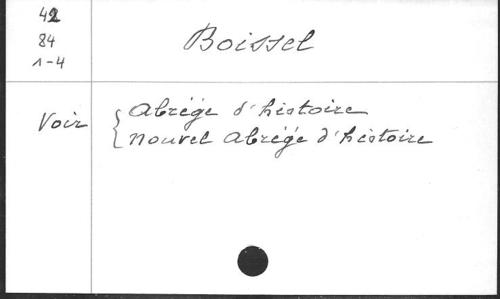 42
84
1-4
Boissel
Voir { Abrégé d'histoire
nouvel Abrégé d'histoire